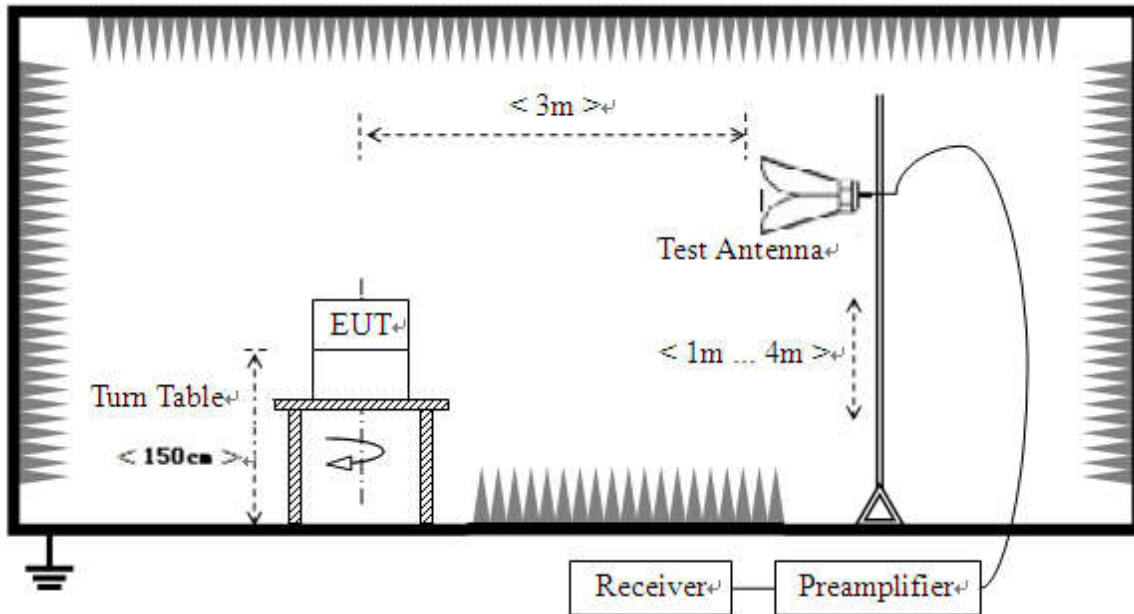 < 3m >
Test Antenna
EUT
< 1m ... 4m >
Turn Table
< 150cm >
Receiver
Preamplifier